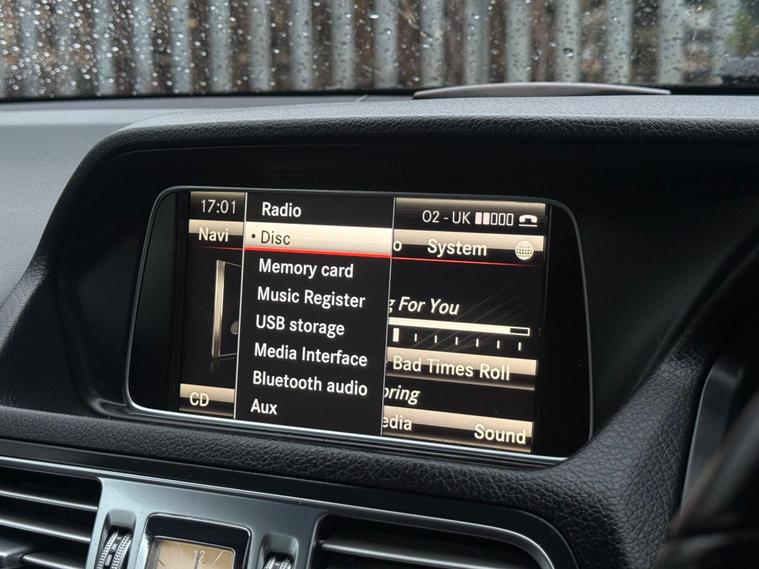 17:01
Radio
O2 - UK
Navi
• Disc
o
System
Memory card
Music Register
For You
USB storage
Media Interface
Bad Times Roll
Bluetooth audio
oring
CD
Aux
edia
Sound
12